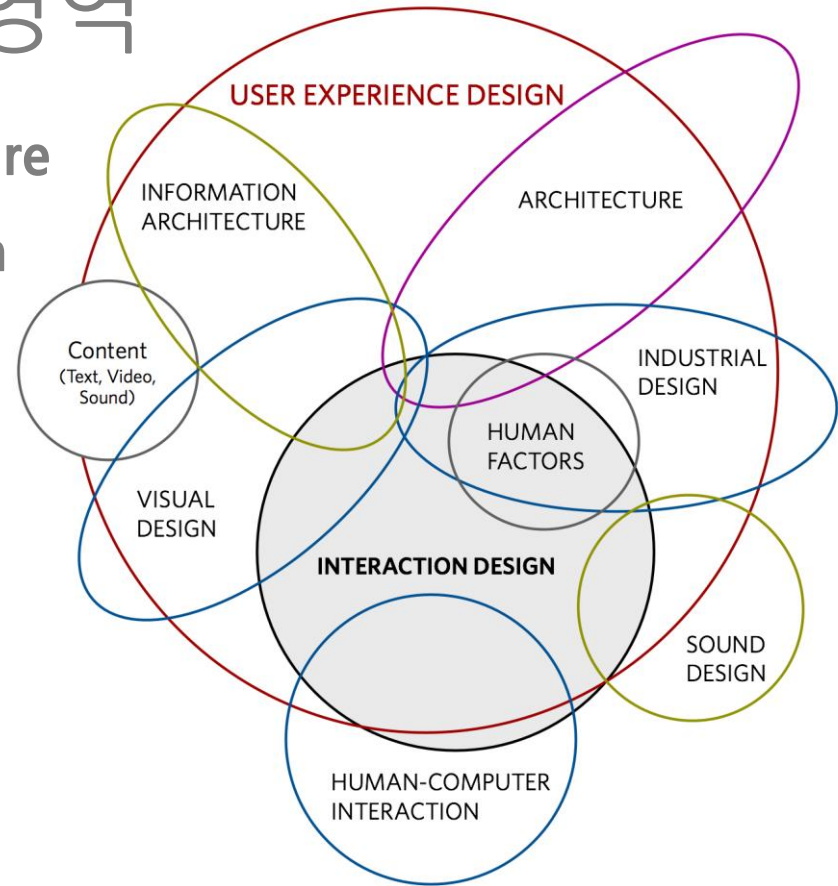 USER EXPERIENCE DESIGN
INFORMATION
ARCHITECTURE
ARCHITECTURE
Content
(Text, Video,
Sound)
INDUSTRIAL
DESIGN
HUMAN
FACTORS
VISUAL
DESIGN
INTERACTION DESIGN
SOUND
DESIGN
HUMAN-COMPUTER
INTERACTION